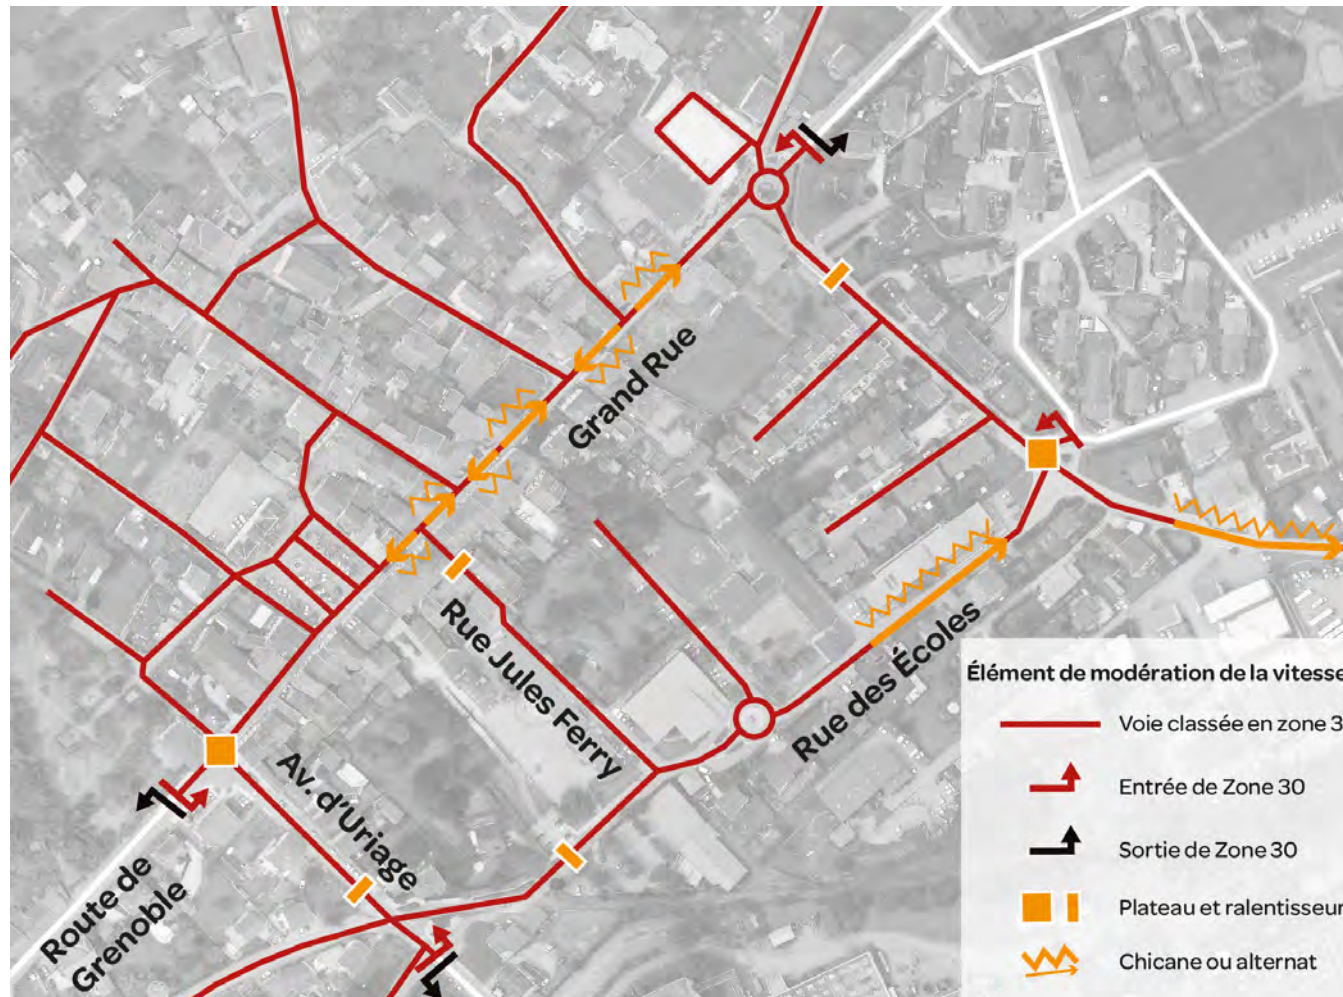 Grand Rue
Rue Jules Ferry
Rue des Écoles
Av. d'Uriage
Route de
Grenoble
Élément de modération de la vitesse
Voie classée en zone 3
Entrée de Zone 30
Sortie de Zone 30
Plateau et ralentisseur
Chicane ou alternat